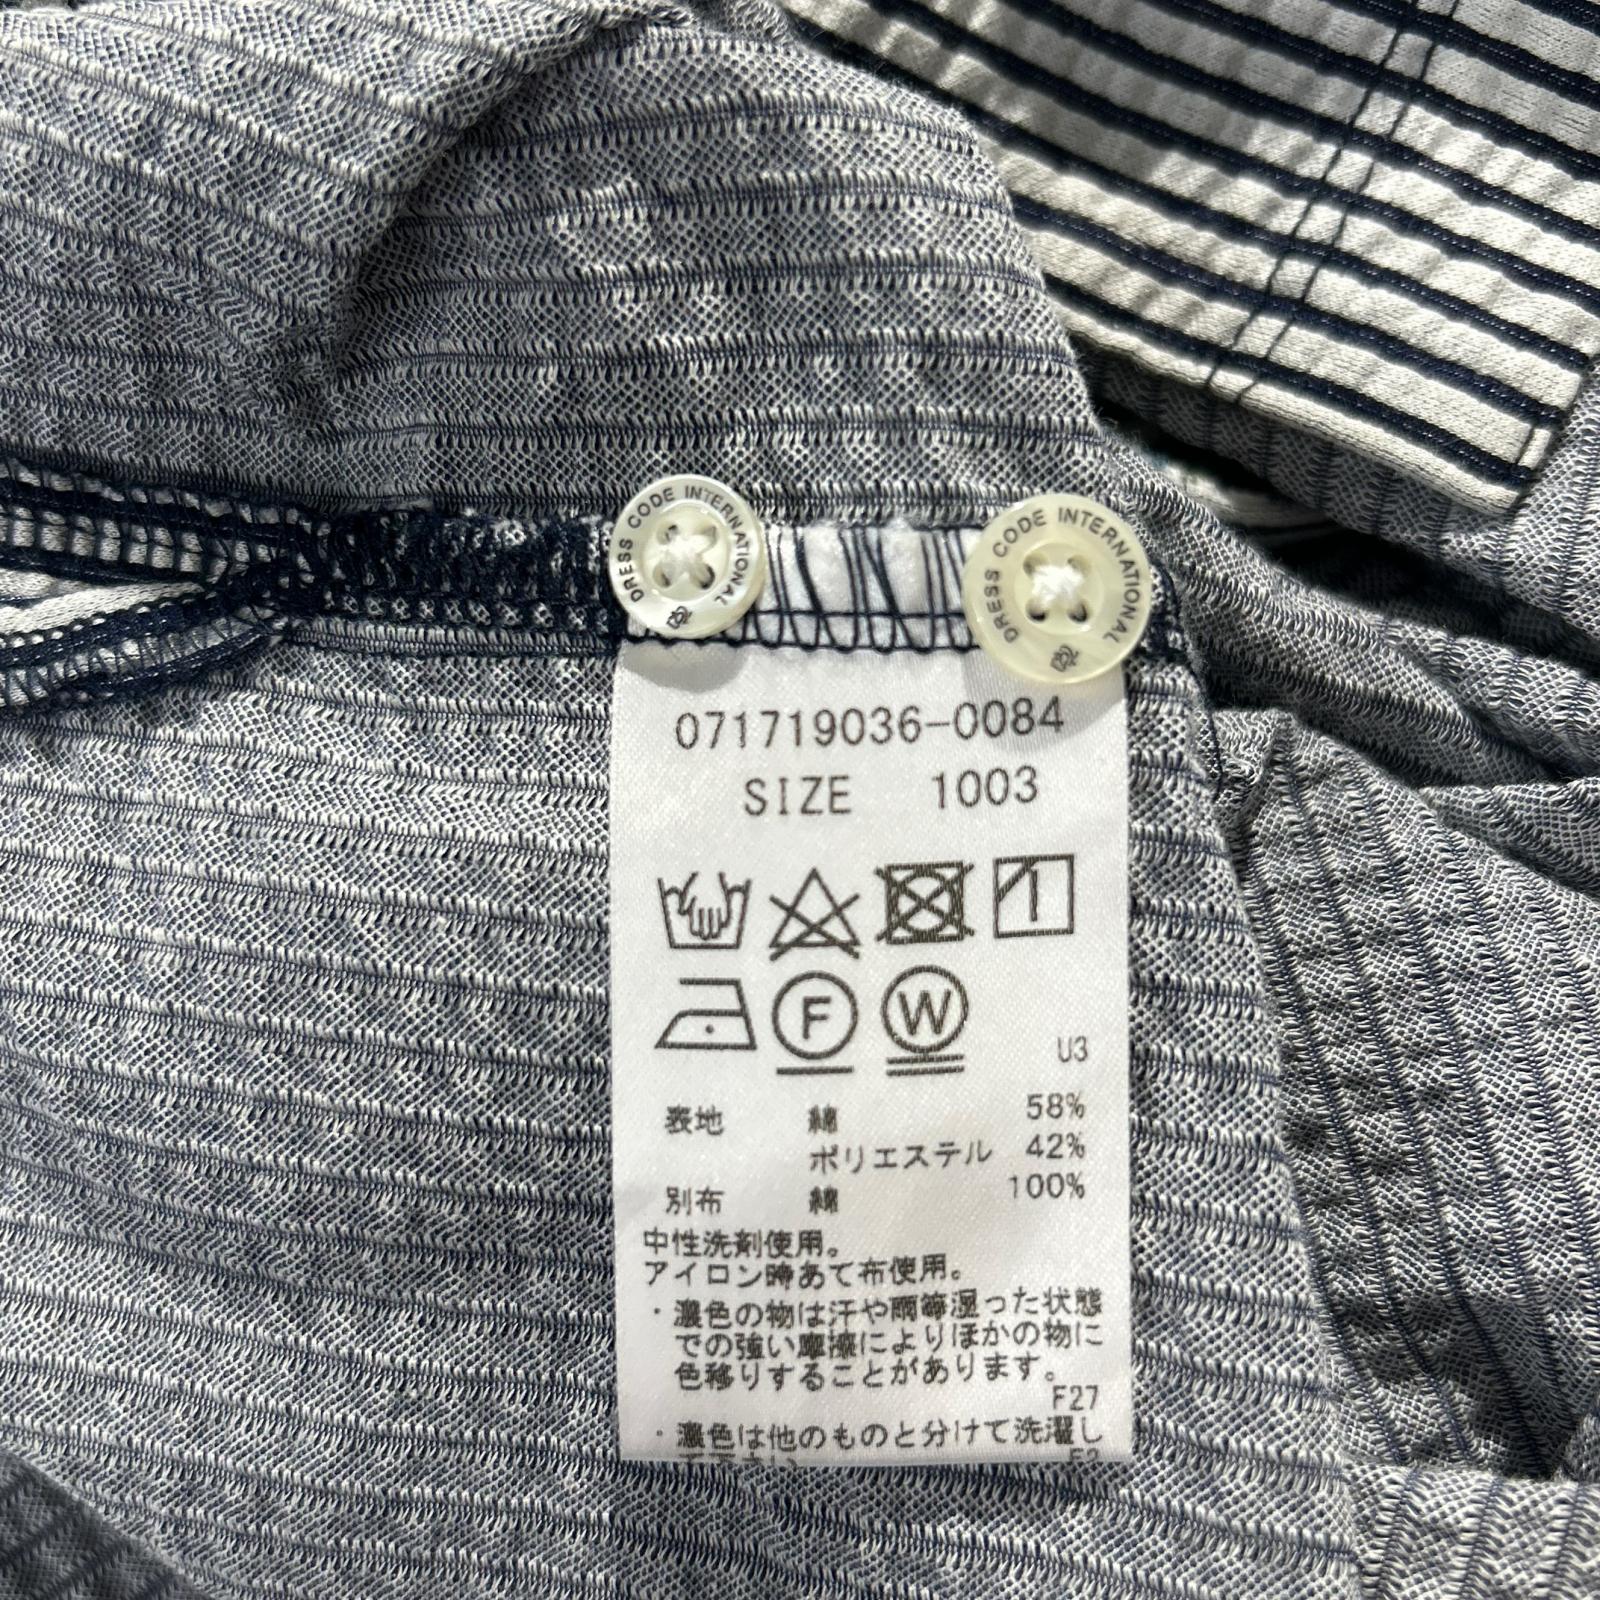 DRESS CODE INTERNATIONAL
DRESS CODE INTERNATIONAL
071719036-0084
SIZE 1003
F W
U3
表地 綿 58%
ポリエステル 42%
別布 綿 100%
中性洗剤使用。
アイロン時あて布使用。
・濃色の物は汗や雨等湿った状態
での強い摩擦によりほかの物に
色移りすることがあります。
F27
・濃色は他のものと分けて洗濯し
て下さい。